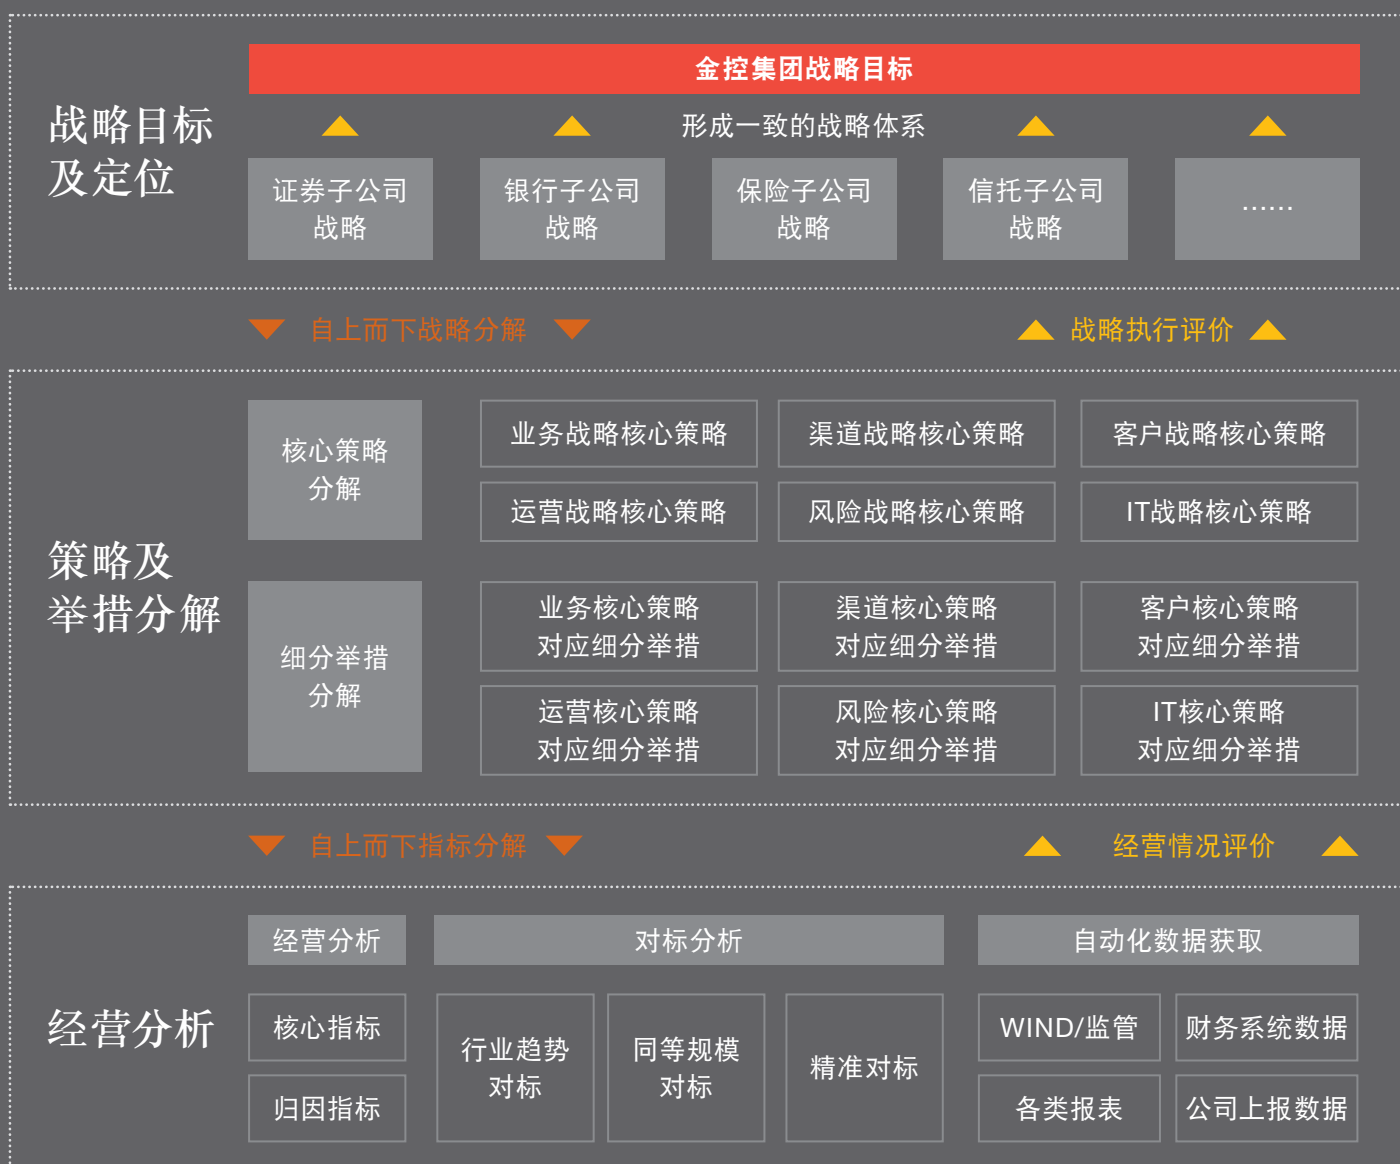 战略目标
及定位
金控集团战略目标
形成一致的战略体系
证券子公司
战略
银行子公司
战略
保险子公司
战略
信托子公司
战略
……
自上而下战略分解
战略执行评价
策略及
举措分解
核心策略
分解
业务战略核心策略
渠道战略核心策略
客户战略核心策略
运营战略核心策略
风险战略核心策略
IT战略核心策略
细分举措
分解
业务核心策略
对应细分举措
渠道核心策略
对应细分举措
客户核心策略
对应细分举措
运营核心策略
对应细分举措
风险核心策略
对应细分举措
IT核心策略
对应细分举措
自上而下指标分解
经营情况评价
经营分析
经营分析
对标分析
自动化数据获取
核心指标
归因指标
行业趋势
对标
同等规模
对标
精准对标
WIND/监管
财务系统数据
各类报表
公司上报数据